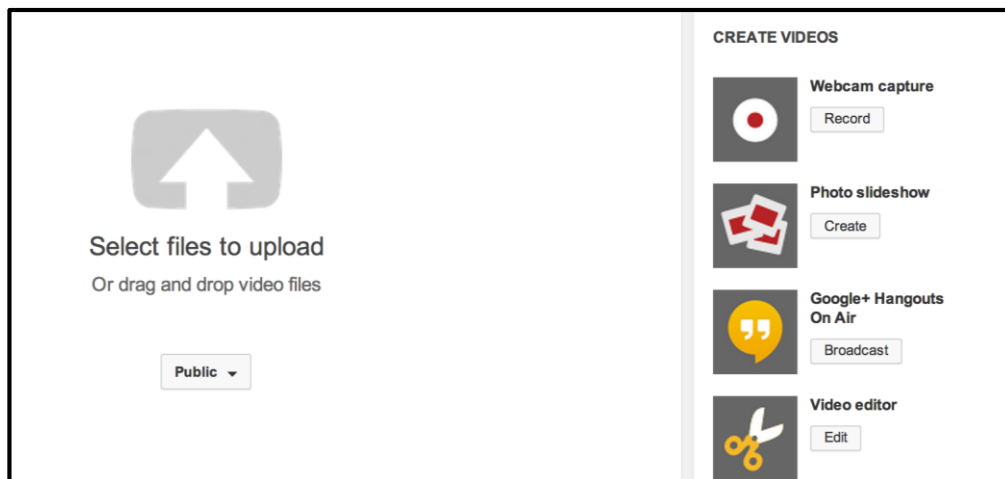 Select files to upload
Or drag and drop video files
Public
CREATE VIDEOS
Webcam capture
Record
Photo slideshow
Create
Google+ Hangouts
On Air
Broadcast
Video editor
Edit